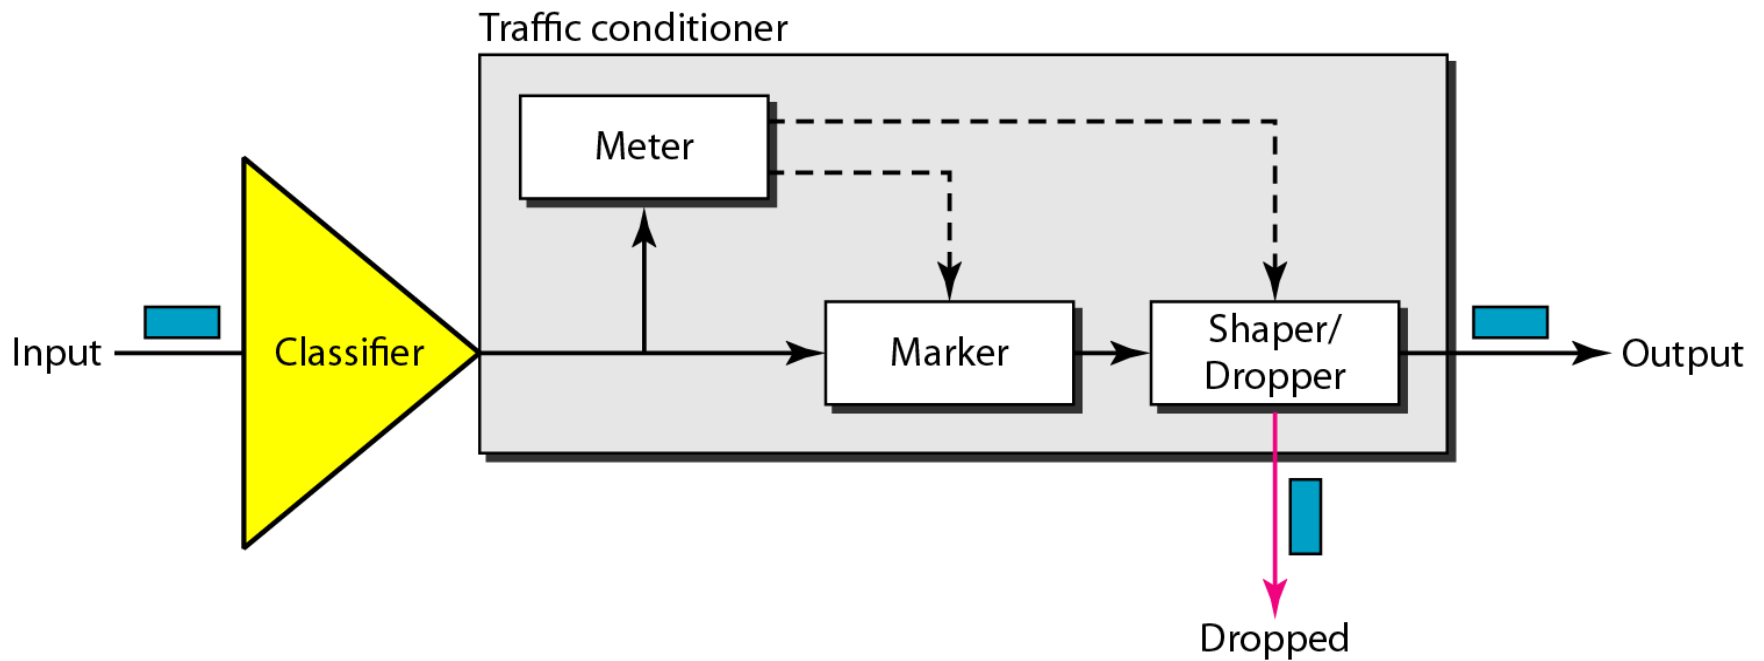 Traffic conditioner
Meter
Input
Classifier
Marker
Shaper/
Dropper
Output
Dropped